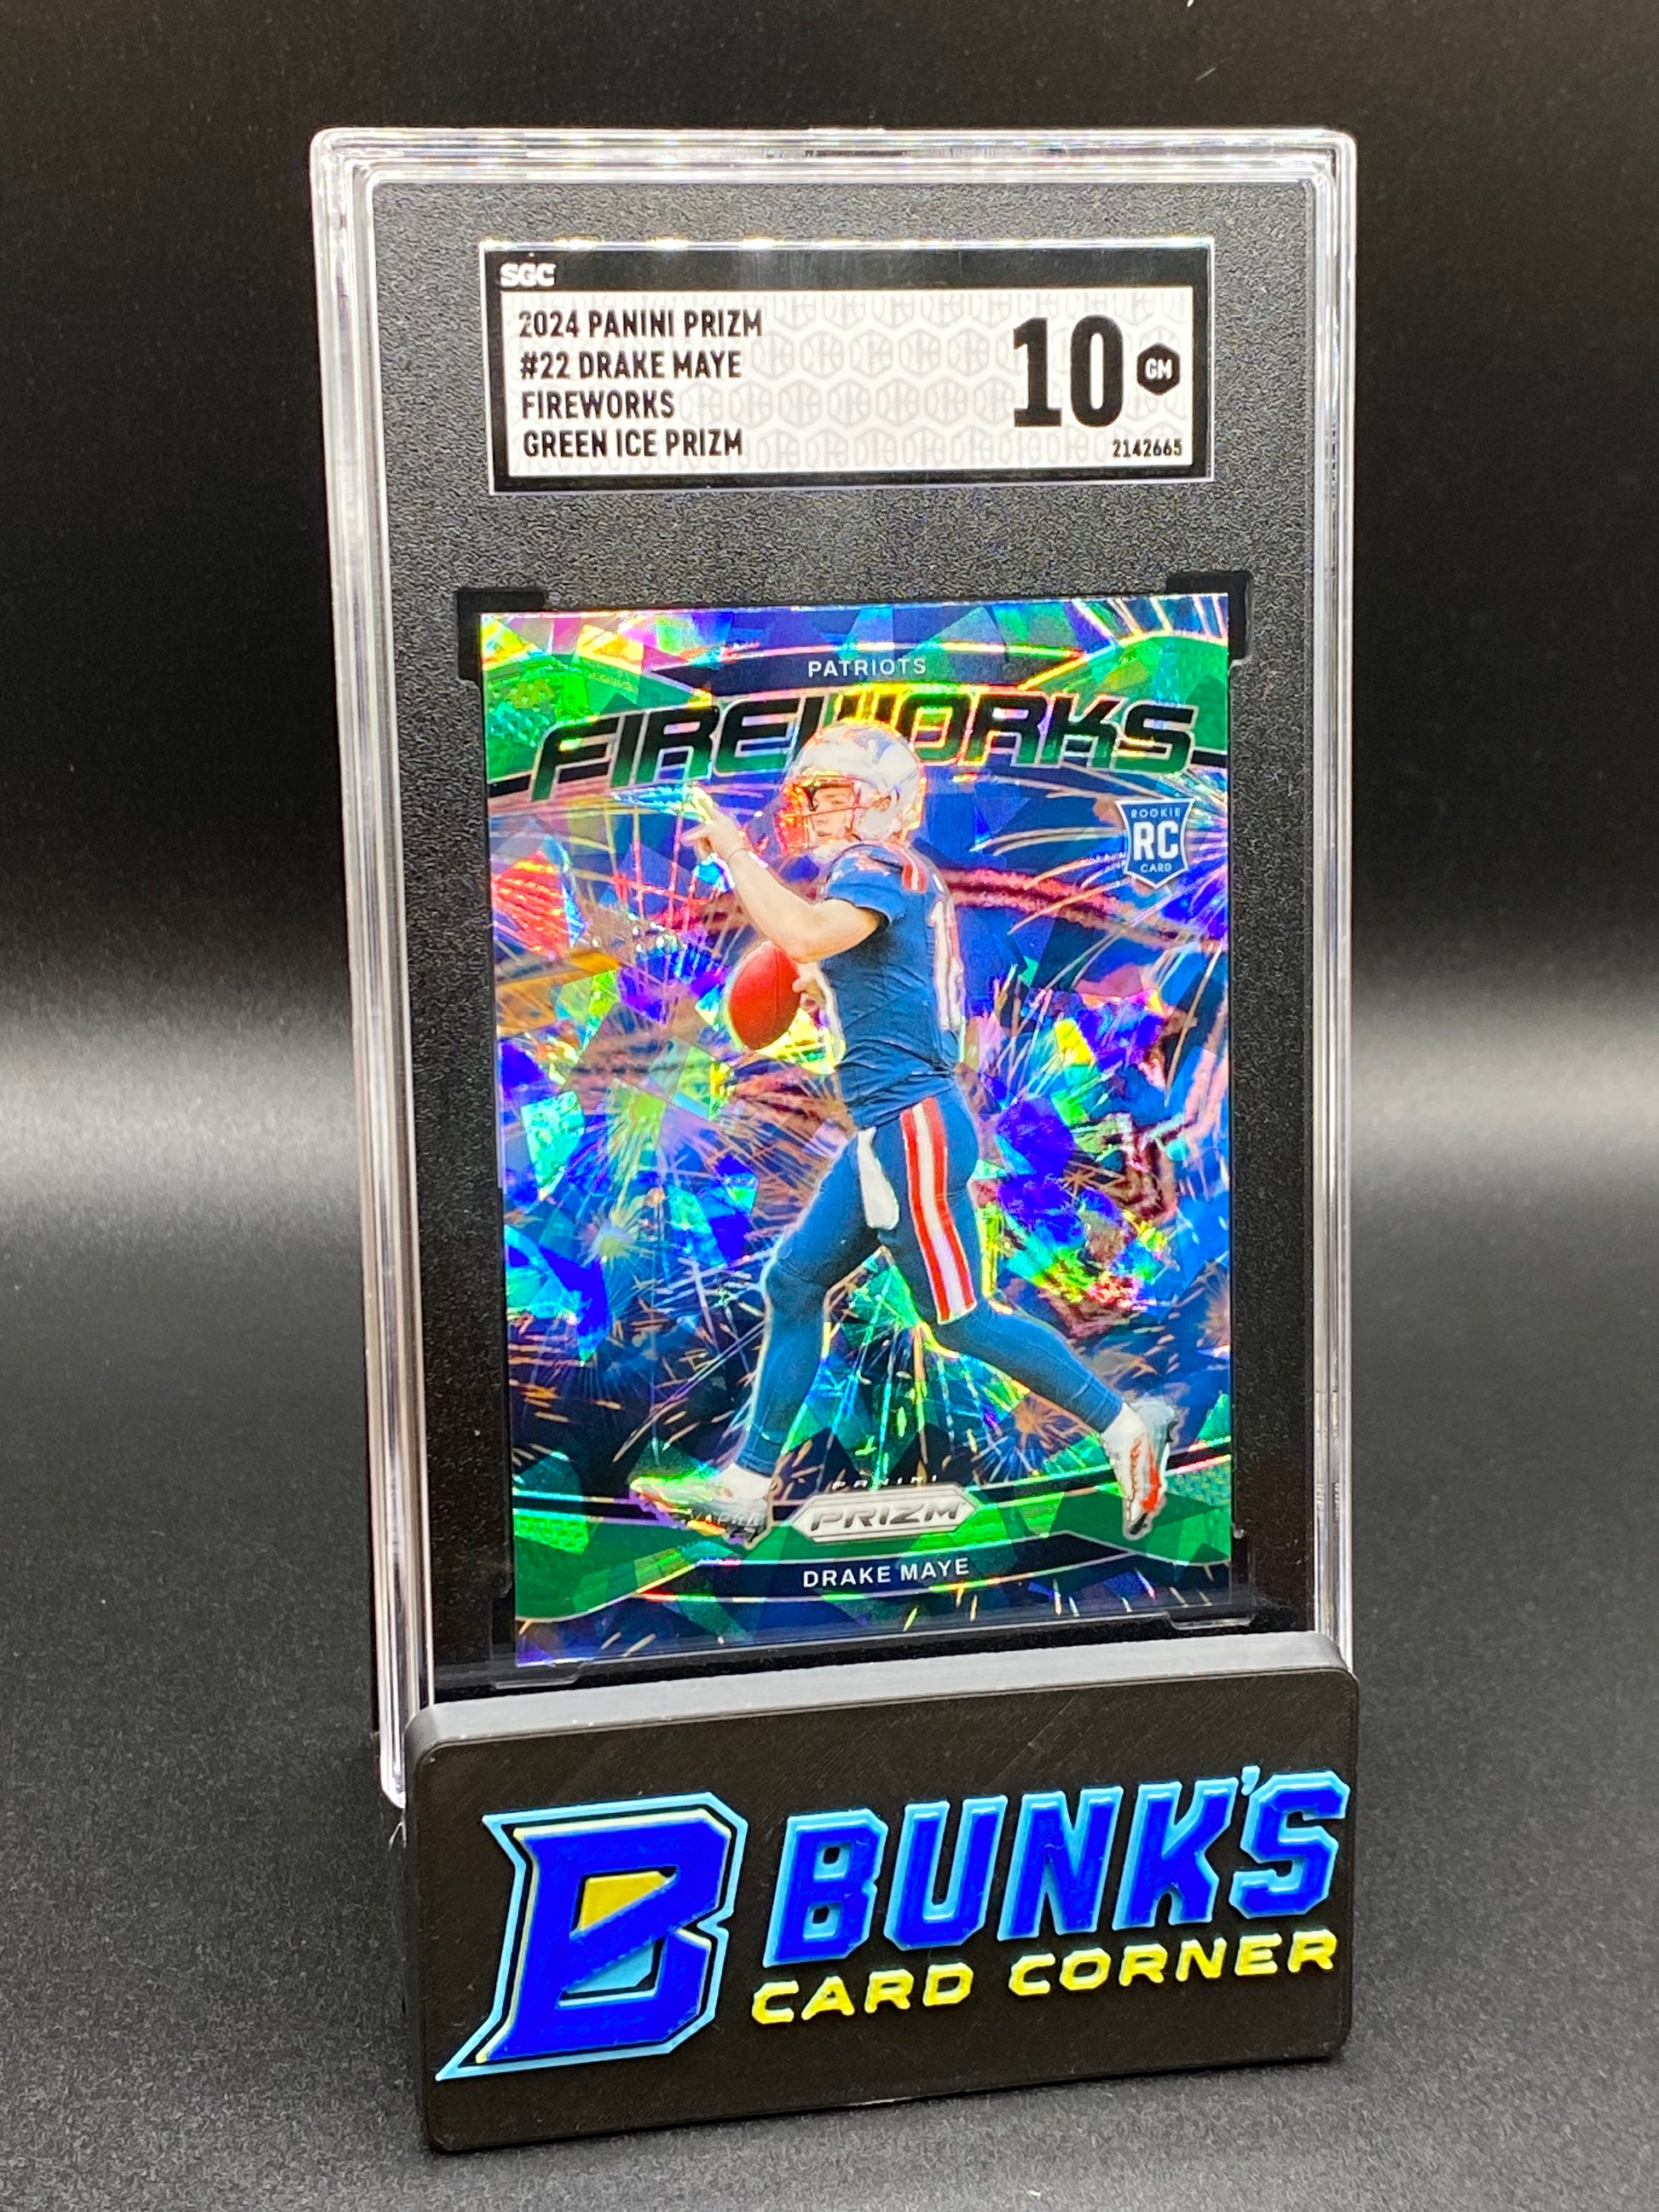 SGC
2024 PANINI PRIZM
#22 DRAKE MAYE
FIREWORKS
GREEN ICE PRIZM
10 GM
2142665
PATRIOTS
FIREWORKS
ROOKIE
RC
CARD
PANINI
PRIZM
DRAKE MAYE
B BUNK'S
CARD CORNER